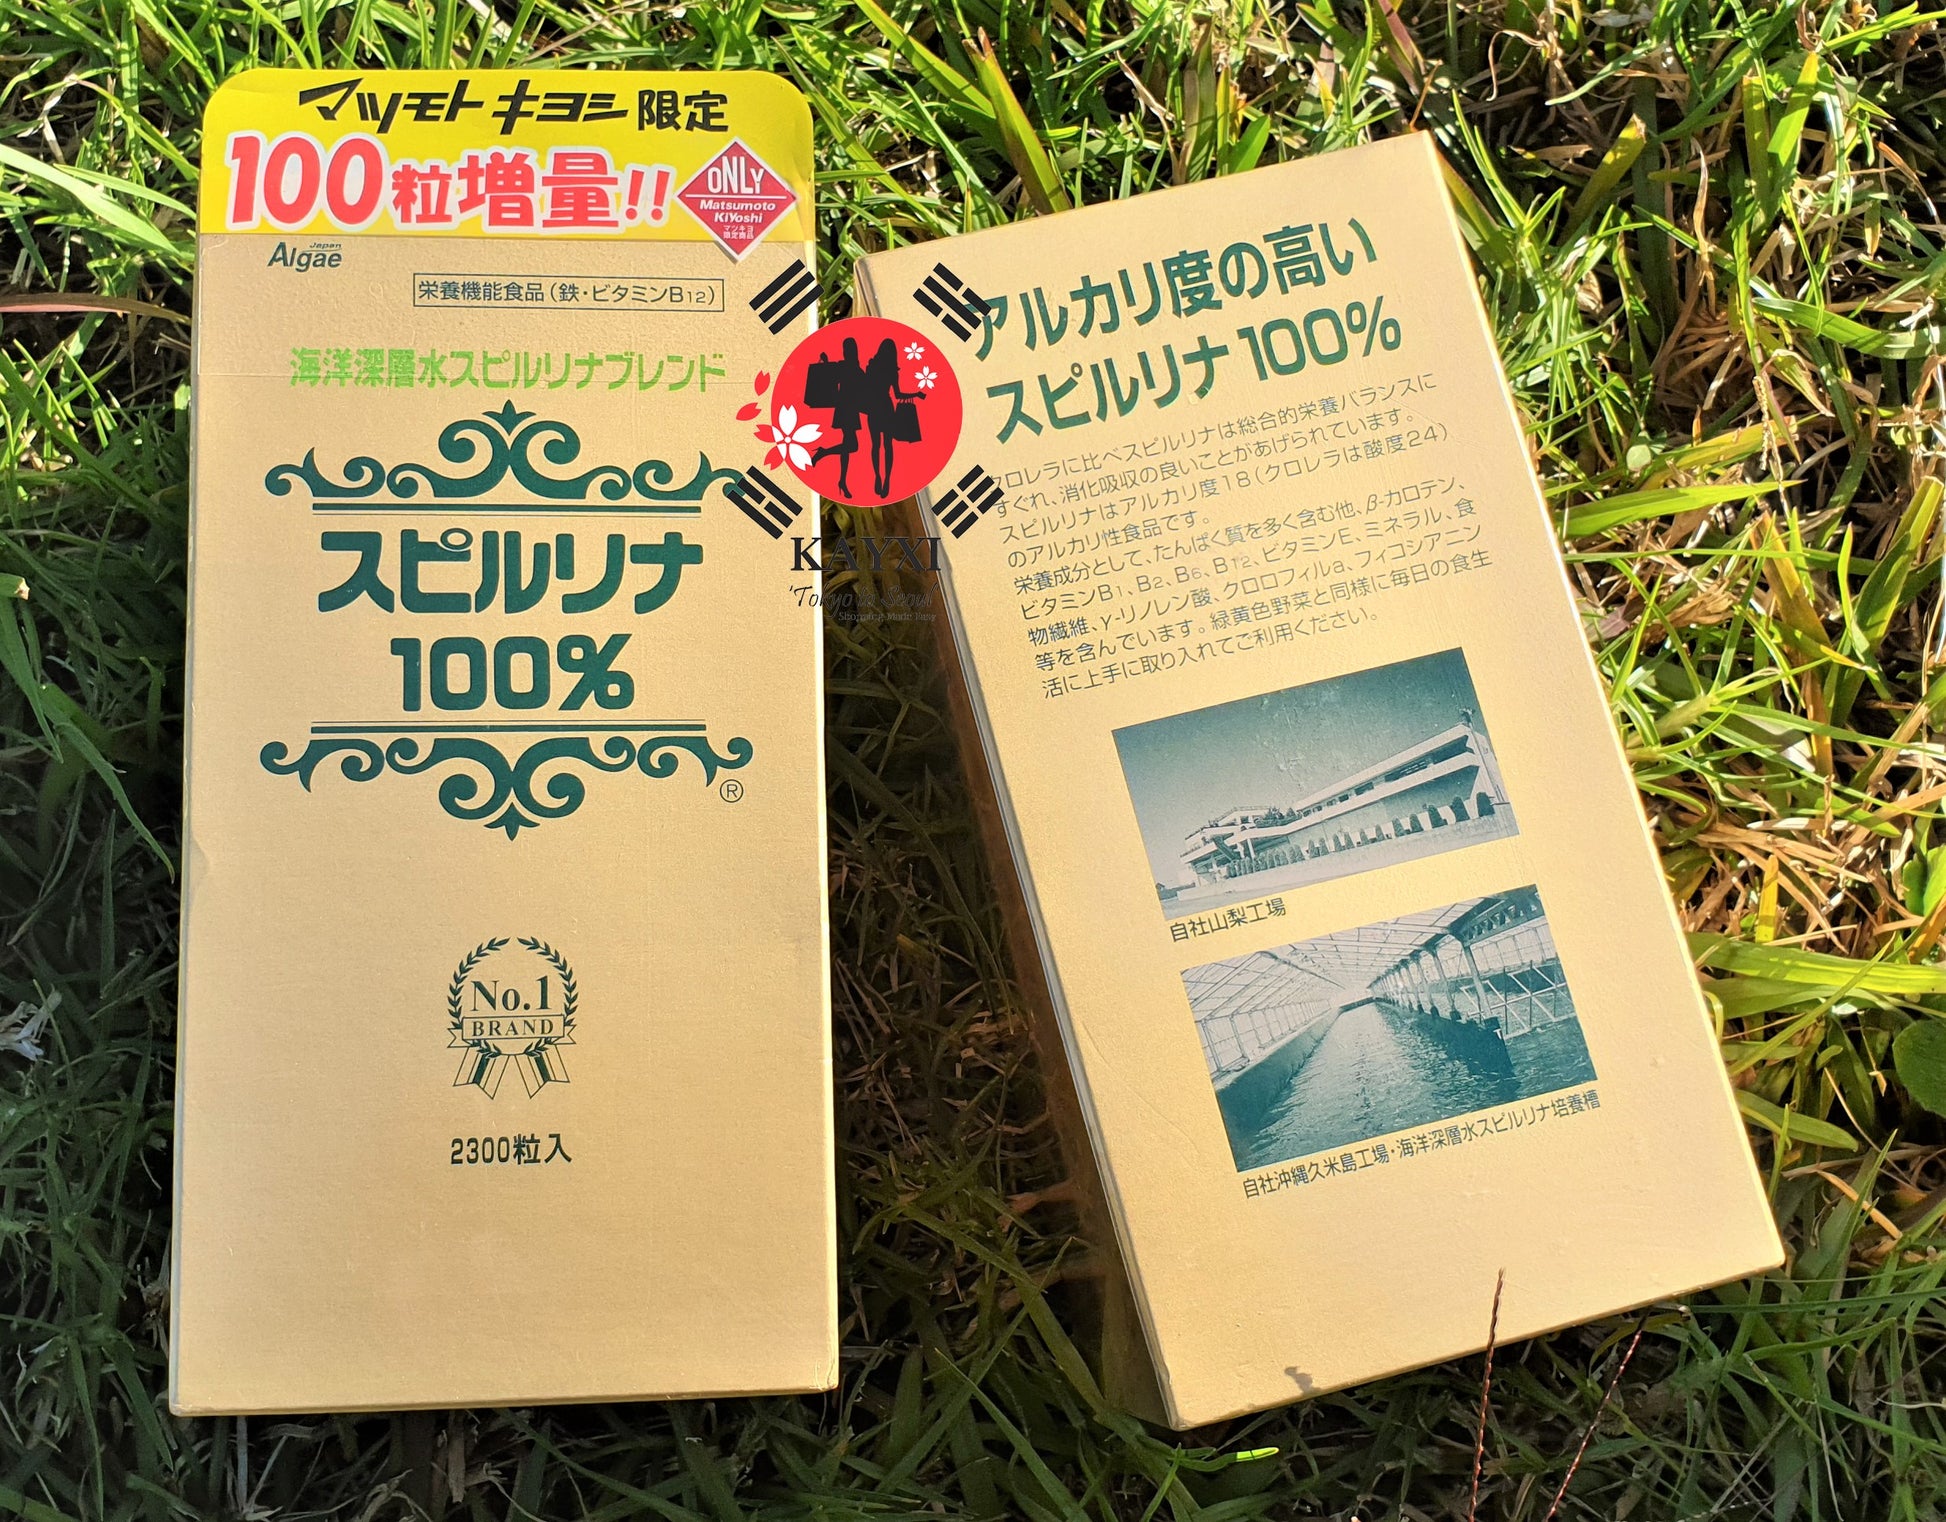 マツモトキヨシ限定
100粒増量!!
ONLY
Matsumoto
KiYoshi
マツキヨ
限定商品
Japan
Algae
栄養機能食品(鉄・ビタミンB12)
海洋深層水スピルリナブレンド
スピルリナ
100%
®
No.1
BRAND
2300粒入
KAYXI
'Tokyo to Seoul'
Shopping Made Easy
アルカリ度の高い
スピルリナ100%
クロレラに比べスピルリナは総合的栄養バランスに
すぐれ、消化吸収の良いことがあげられています。
スピルリナはアルカリ度18(クロレラは酸度24)
のアルカリ性食品です。
栄養成分として、たんぱく質を多く含む他、β-カロテン、
ビタミンB1、B2、B6、B12、ビタミンE、ミネラル、食
物繊維、γ-リノレン酸、クロロフィルa、フィコシアニン
等を含んでいます。緑黄色野菜と同様に毎日の食生
活に上手に取り入れてご利用ください。
自社山梨工場
自社沖縄久米島工場・海洋深層水スピルリナ培養槽